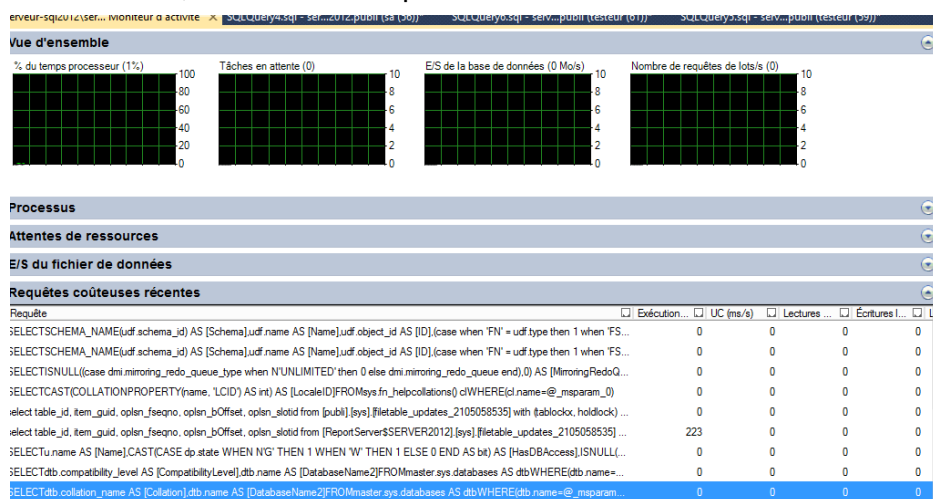 erveur-sql2012\ser... Moniteur d'activité × SQLQuery4.sql - ser...2012.publi (sa (56))* SQLQuery6.sql - serv...publi (testeur (61))* SQLQuery5.sql - serv...publi (testeur (59))*
Vue d'ensemble
% du temps processeur (1%) Tâches en attente (0) E/S de la base de données (0 Mo/s) Nombre de requêtes de lots/s (0)
100 10 10 10
80 8 8 8
60 6 6 6
40 4 4 4
20 2 2 2
0 0 0 0
Processus
Attentes de ressources
E/S du fichier de données
Requêtes coûteuses récentes
Requête Exécution... UC (ms/s) Lectures ... Écritures l... L
SELECTSCHEMA_NAME(udf.schema_id) AS [Schema],udf.name AS [Name],udf.object_id AS [ID],(case when 'FN' = udf.type then 1 when 'FS... 0 0 0 0
SELECTSCHEMA_NAME(udf.schema_id) AS [Schema],udf.name AS [Name],udf.object_id AS [ID],(case when 'FN' = udf.type then 1 when 'FS... 0 0 0 0
SELECTISNULL((case dmi.mirroring_redo_queue_type when N'UNLIMITED' then 0 else dmi.mirroring_redo_queue end),0) AS [MirroringRedoQ... 0 0 0 0
SELECTCAST(COLLATIONPROPERTY(name, 'LCID') AS int) AS [LocaleID]FROMsys.fn_helpcollations() clWHERE(cl.name=@_msparam_0) 0 0 0 0
select table_id, item_guid, oplsn_fseqno, oplsn_bOffset, oplsn_slotid from [publi].[sys].[filetable_updates_2105058535] with (tablockx, holdlock) ... 0 0 0 0
select table_id, item_guid, oplsn_fseqno, oplsn_bOffset, oplsn_slotid from [ReportServer$SERVER2012].[sys].[filetable_updates_2105058535] ... 223 0 0 0
SELECTu.name AS [Name],CAST(CASE dp.state WHEN N'G' THEN 1 WHEN 'W' THEN 1 ELSE 0 END AS bit) AS [HasDBAccess],ISNULL(... 0 0 0 0
SELECTdtb.compatibility_level AS [CompatibilityLevel],dtb.name AS [DatabaseName2]FROMmaster.sys.databases AS dtbWHERE(dtb.name=... 0 0 0 0
SELECTdtb.collation_name AS [Collation],dtb.name AS [DatabaseName2]FROMmaster.sys.databases AS dtbWHERE(dtb.name=@_msparam... 0 0 0 0